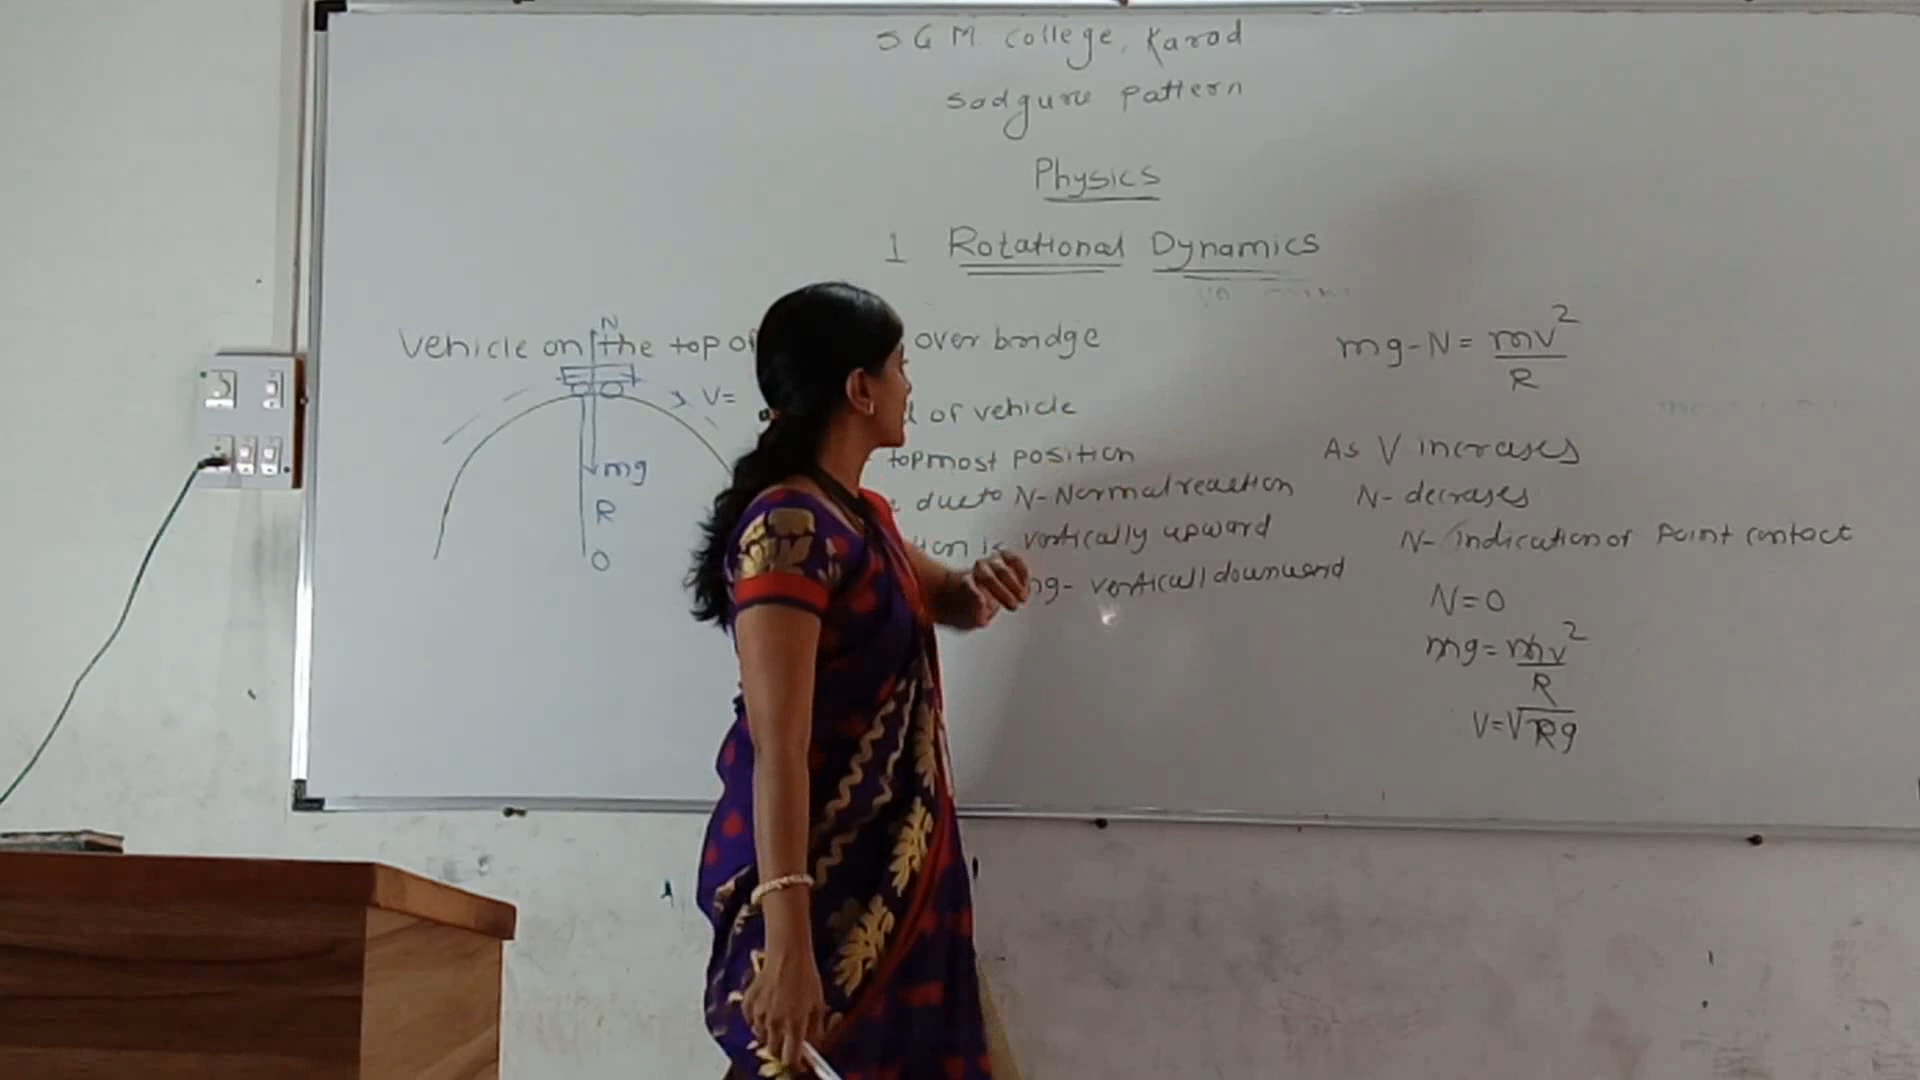 S G M College, Karad
Sadguru Pattern
Physics
1 Rotational Dynamics
Vehicle on the top of over bridge
N
V=
mg
R
O
of vehicle
topmost position
due to N-Normal reaction
is vertically upward
mg- vertical downward
mg-N = mv²/R
As V increases
N- decrases
N- indication of Point contact
N=0
mg = mv²/R
V=√Rg